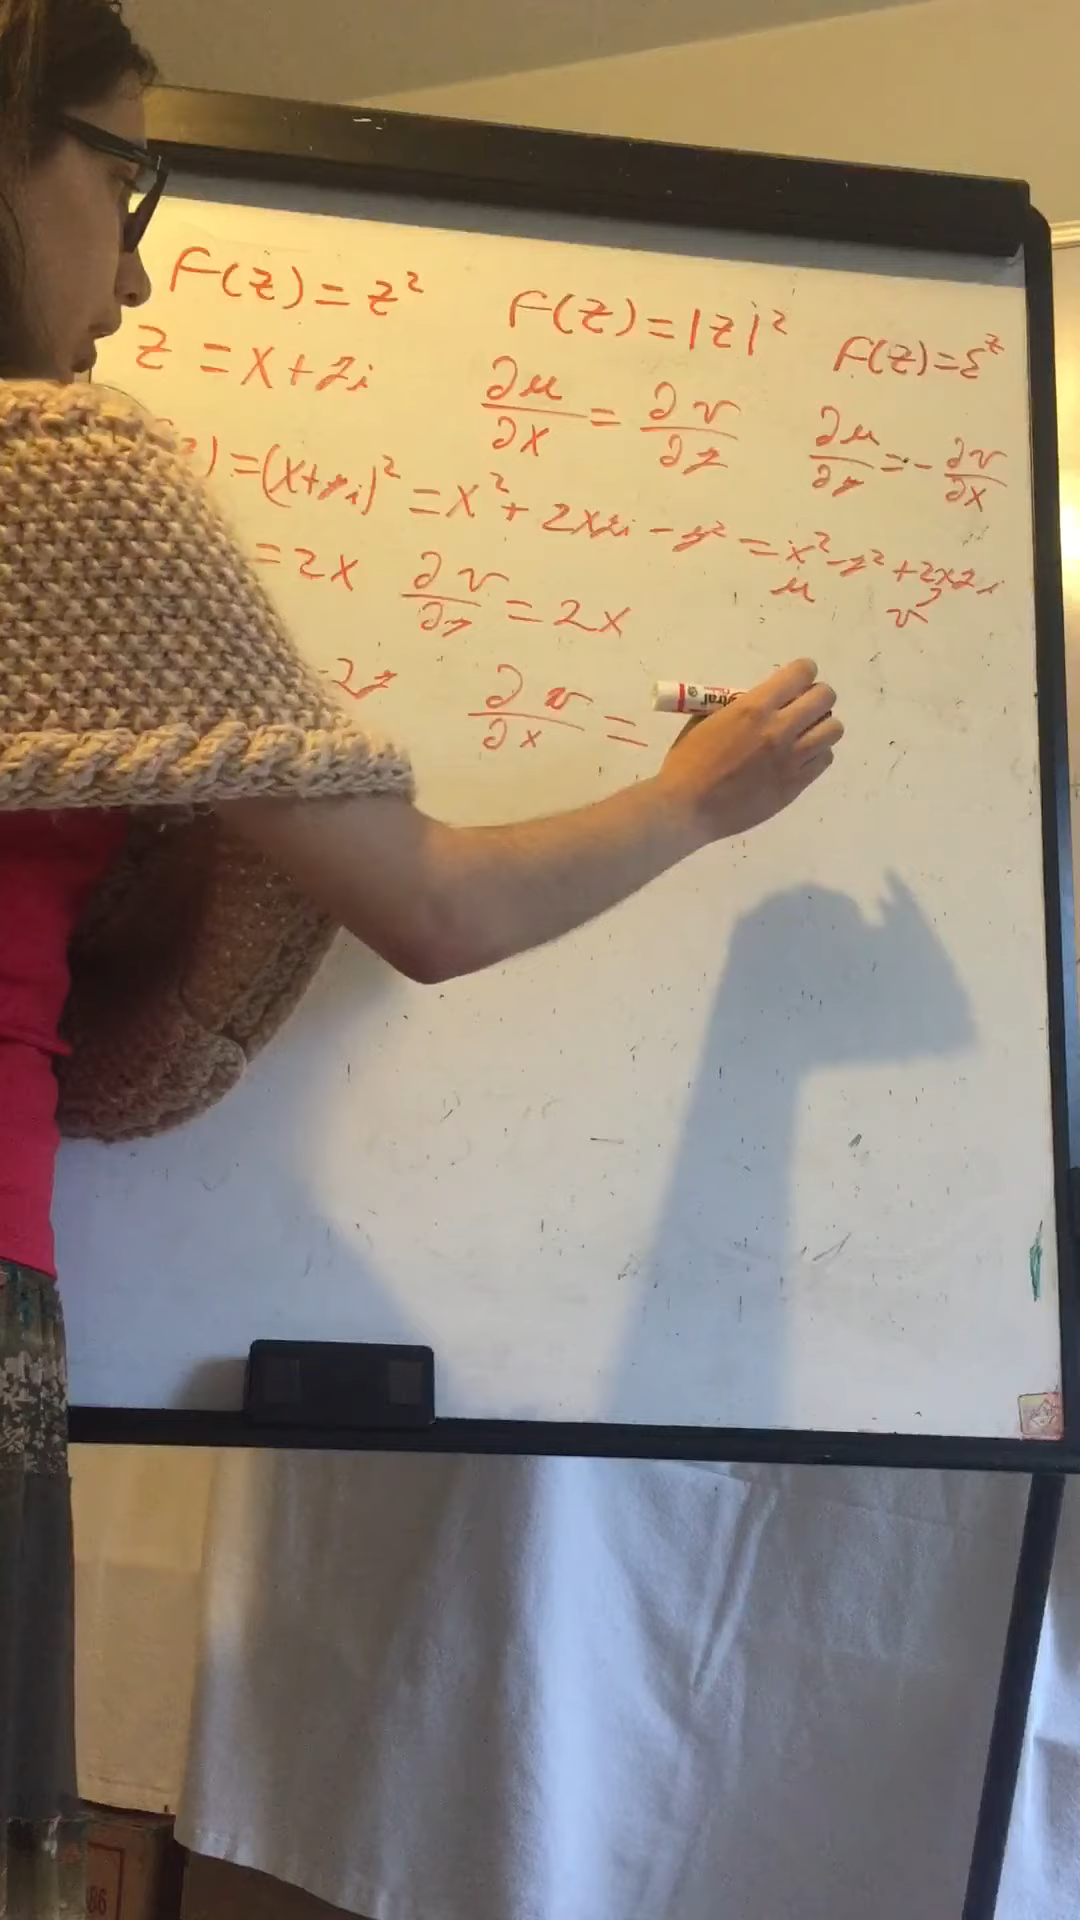 F(z) = z² F(z) = |z|² F(z) = ε^z
z = x + yi ∂u/∂x = ∂v/∂y ∂u/∂y = - ∂v/∂x
) = (x+yi)² = x² + 2xyi - y² = x² - y² + 2xyi
u v
= 2x ∂v/∂y = 2x
-2y ∂v/∂x =